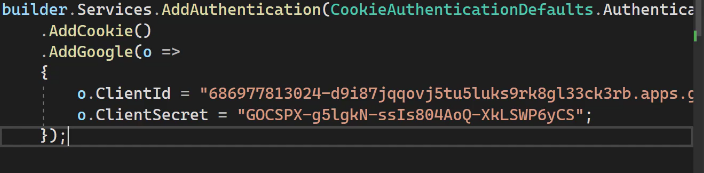 builder.Services.AddAuthentication(CookieAuthenticationDefaults.Authentica
.AddCookie()
.AddGoogle(o =>
{
o.ClientId = "686977813024-d9i87jqqovj5tu5luks9rk8gl33ck3rb.apps.g
o.ClientSecret = "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";
});